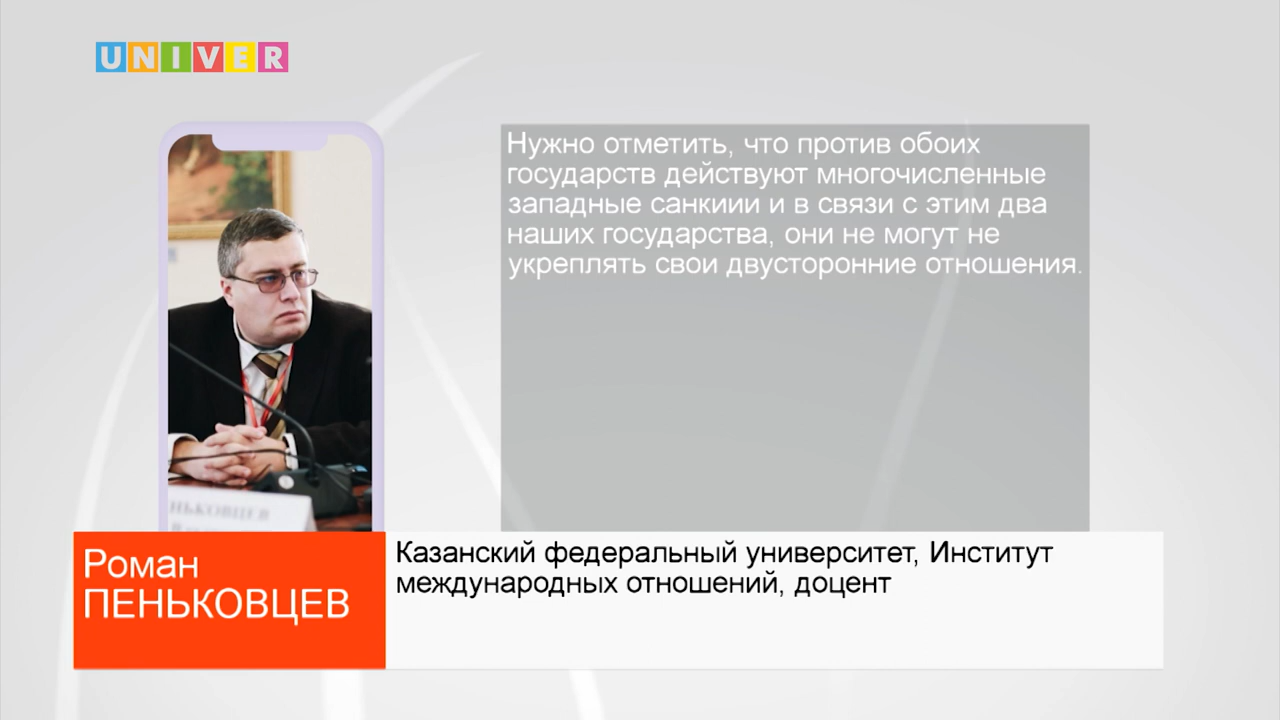 UNIVER
Нужно отметить, что против обоих
государств действуют многочисленные
западные санкиии и в связи с этим два
наших государства, они не могут не
укреплять свои двусторонние отношения.
НЬКОВЦЕВ
Роман
ПЕНЬКОВЦЕВ
Казанский федеральный университет, Институт
международных отношений, доцент